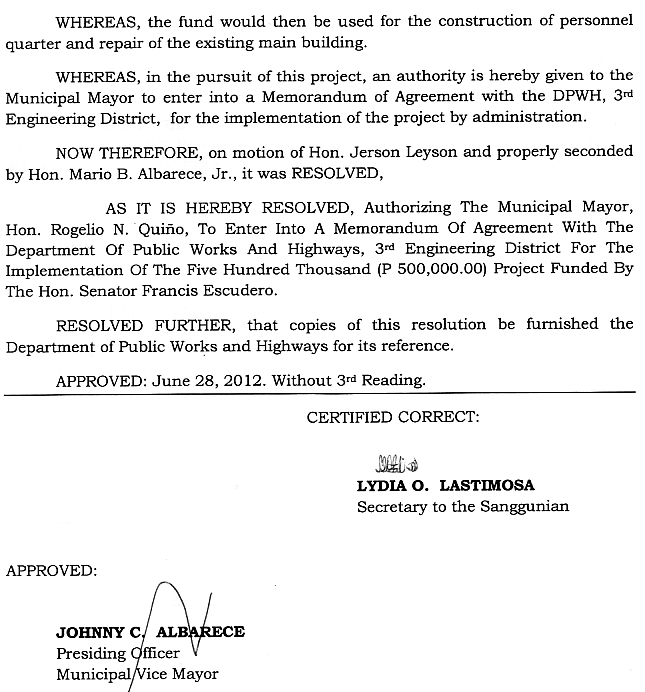 WHEREAS, the fund would then be used for the construction of personnel
quarter and repair of the existing main building.
WHEREAS, in the pursuit of this project, an authority is hereby given to the
Municipal Mayor to enter into a Memorandum of Agreement with the DPWH, 3rd
Engineering District, for the implementation of the project by administration.
NOW THEREFORE, on motion of Hon. Jerson Leyson and properly seconded
by Hon. Mario B. Albarece, Jr., it was RESOLVED,
AS IT IS HEREBY RESOLVED, Authorizing The Municipal Mayor,
Hon. Rogelio N. Quiño, To Enter Into A Memorandum Of Agreement With The
Department Of Public Works And Highways, 3rd Engineering District For The
Implementation Of The Five Hundred Thousand (P 500,000.00) Project Funded By
The Hon. Senator Francis Escudero.
RESOLVED FURTHER, that copies of this resolution be furnished the
Department of Public Works and Highways for its reference.
APPROVED: June 28, 2012. Without 3rd Reading.
CERTIFIED CORRECT:
LYDIA O. LASTIMOSA
Secretary to the Sanggunian
APPROVED:
JOHNNY C. ALBARECE
Presiding Officer
Municipal Vice Mayor